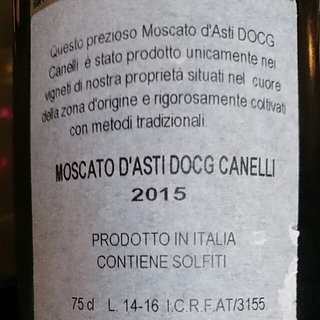 Questo prezioso Moscato d'Asti DOCG
Canelli è stato prodotto unicamente nei
vigneti di nostra proprietà situati nel cuore
della zona d'origine e rigorosamente coltivati
con metodi tradizionali
MOSCATO D'ASTI DOCG CANELLI
2015
PRODOTTO IN ITALIA
CONTIENE SOLFITI
75 cl L. 14-16 I.C.R.F.AT/3155